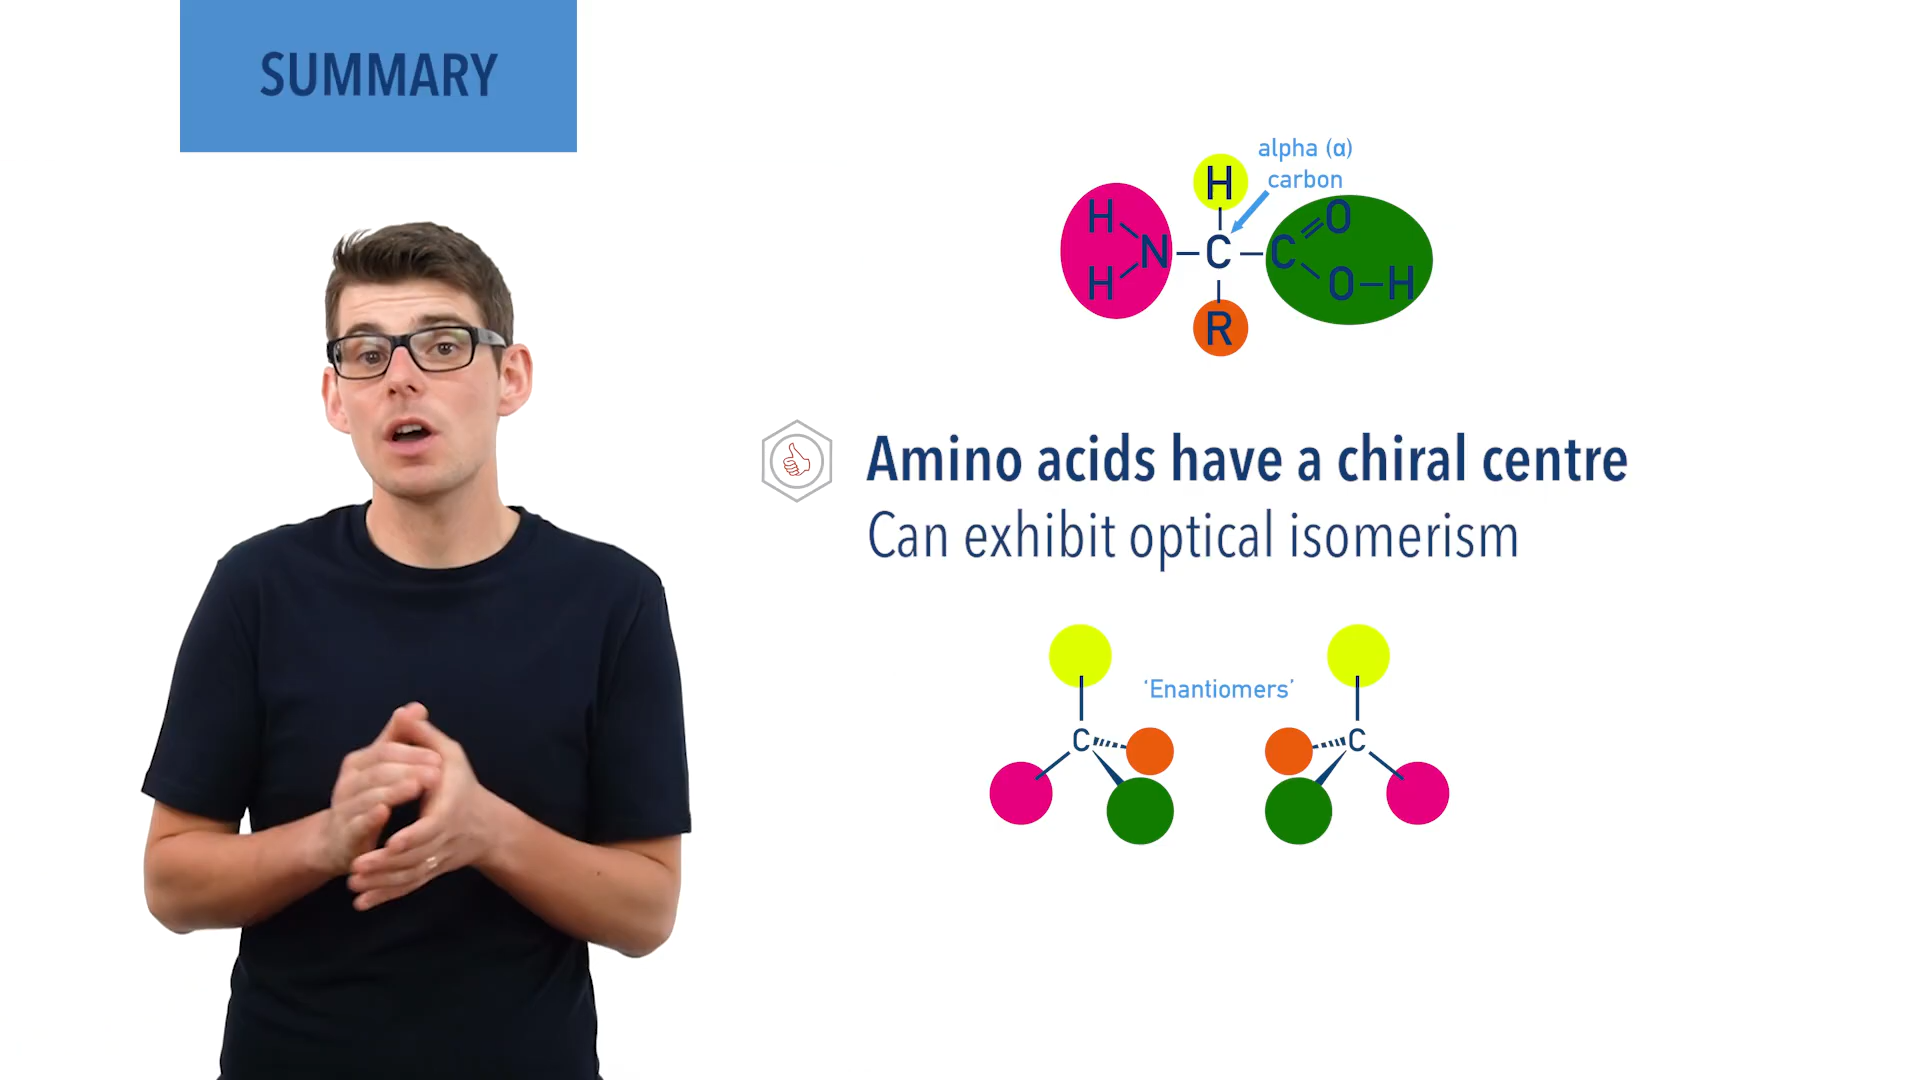 SUMMARY
alpha (α)
carbon
H
H
O
N
C
C
H
O
H
R
Amino acids have a chiral centre
Can exhibit optical isomerism
'Enantiomers'
C
C